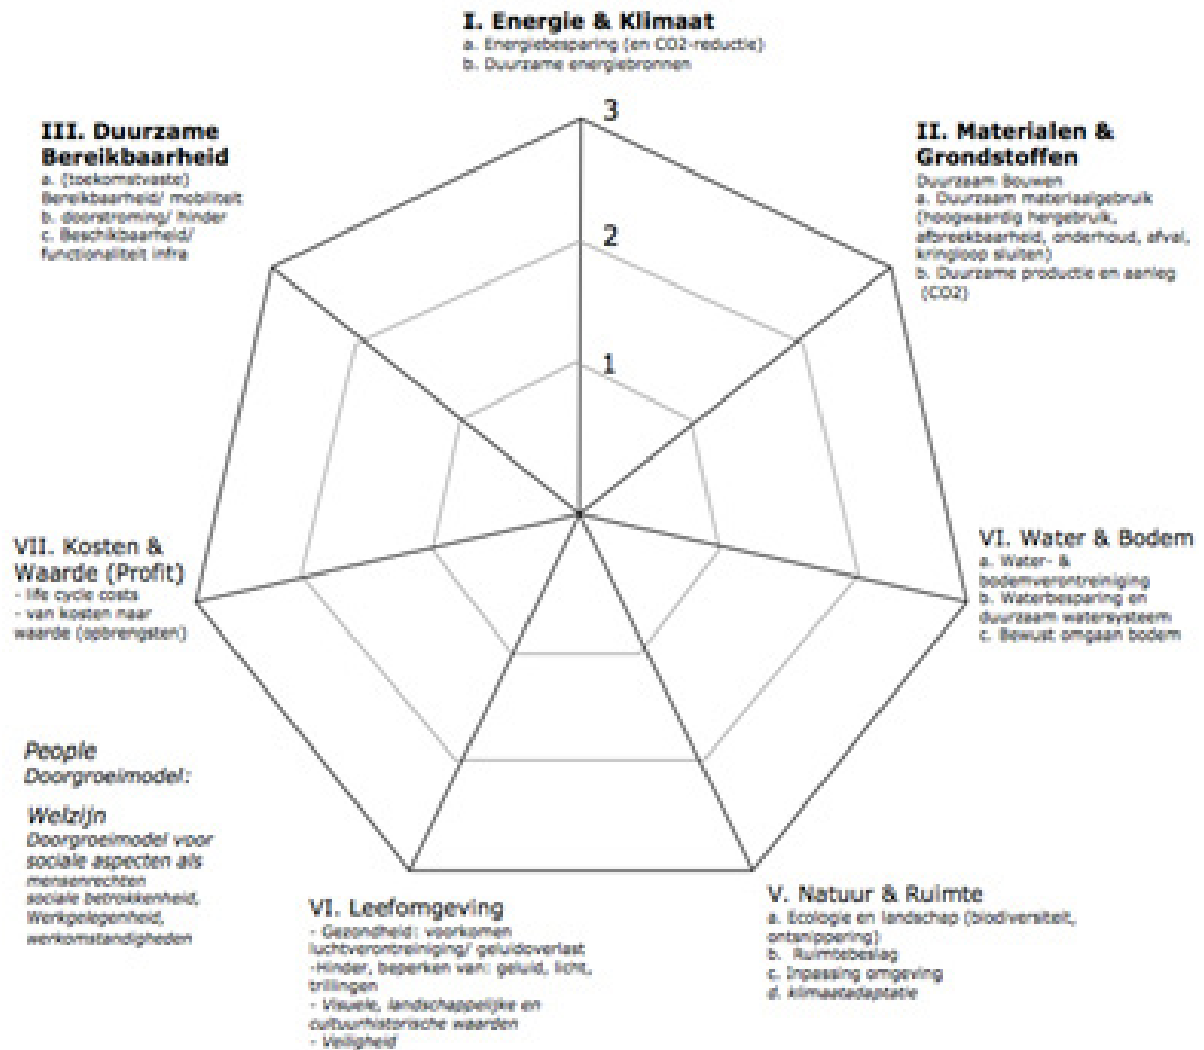 I. Energie & Klimaat
a. Energiebesparing (en CO2-reductie)
b. Duurzame energiebronnen
III. Duurzame
Bereikbaarheid
a. (toekomstvaste)
Bereikbaarheid/ mobiliteit
b. doorstroming/ hinder
c. Beschikbaarheid/
functionaliteit infra
II. Materialen &
Grondstoffen
Duurzaam Bouwen
a. Duurzaam materiaalgebruik
(hoogwaardig hergebruik,
afbreekbaarheid, onderhoud, afval,
kringloop sluiten)
b. Duurzame productie en aanleg
(CO2)
3
2
1
VII. Kosten &
Waarde (Profit)
- life cycle costs
- van kosten naar
waarde (opbrengsten)
VI. Water & Bodem
a. Water- &
bodemverontreiniging
b. Waterbesparing en
duurzaam watersysteem
c. Bewust omgaan bodem
People
Doorgroeimodel:
Welzijn
Doorgroeimodel voor
sociale aspecten als
mensenrechten
sociale betrokkenheid,
Werkgelegenheid,
werkomstandigheden
VI. Leefomgeving
- Gezondheid: voorkomen
luchtverontreiniging/ geluidoverlast
-Hinder, beperken van: geluid, licht,
trillingen
- Visuele, landschappelijke en
cultuurhistorische waarden
- Veiligheid
V. Natuur & Ruimte
a. Ecologie en landschap (biodiversiteit,
ontsnippering)
b. Ruimtebeslag
c. Inpassing omgeving
d. klimaatadaptatie